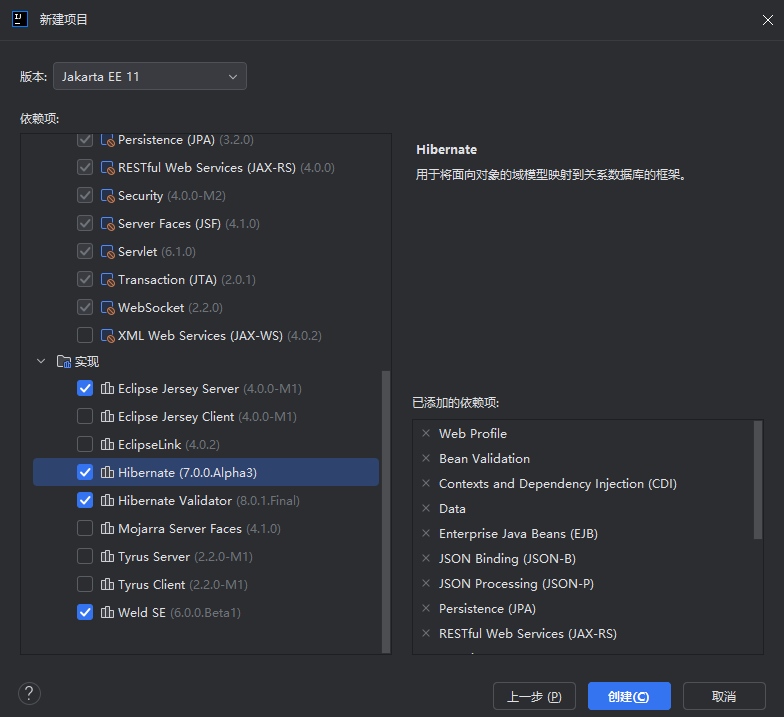 新建项目
版本: Jakarta EE 11
依赖项:
Persistence (JPA) (3.2.0)
RESTful Web Services (JAX-RS) (4.0.0)
Security (4.0.0-M2)
Server Faces (JSF) (4.1.0)
Servlet (6.1.0)
Transaction (JTA) (2.0.1)
WebSocket (2.2.0)
XML Web Services (JAX-WS) (4.0.2)
实现
Eclipse Jersey Server (4.0.0-M1)
Eclipse Jersey Client (4.0.0-M1)
EclipseLink (4.0.2)
Hibernate (7.0.0.Alpha3)
Hibernate Validator (8.0.1.Final)
Mojarra Server Faces (4.1.0)
Tyrus Server (2.2.0-M1)
Tyrus Client (2.2.0-M1)
Weld SE (6.0.0.Beta1)
Hibernate
用于将面向对象的域模型映射到关系数据库的框架。
已添加的依赖项:
Web Profile
Bean Validation
Contexts and Dependency Injection (CDI)
Data
Enterprise Java Beans (EJB)
JSON Binding (JSON-B)
JSON Processing (JSON-P)
Persistence (JPA)
RESTful Web Services (JAX-RS)
?
上一步 (P)
创建(C)
取消